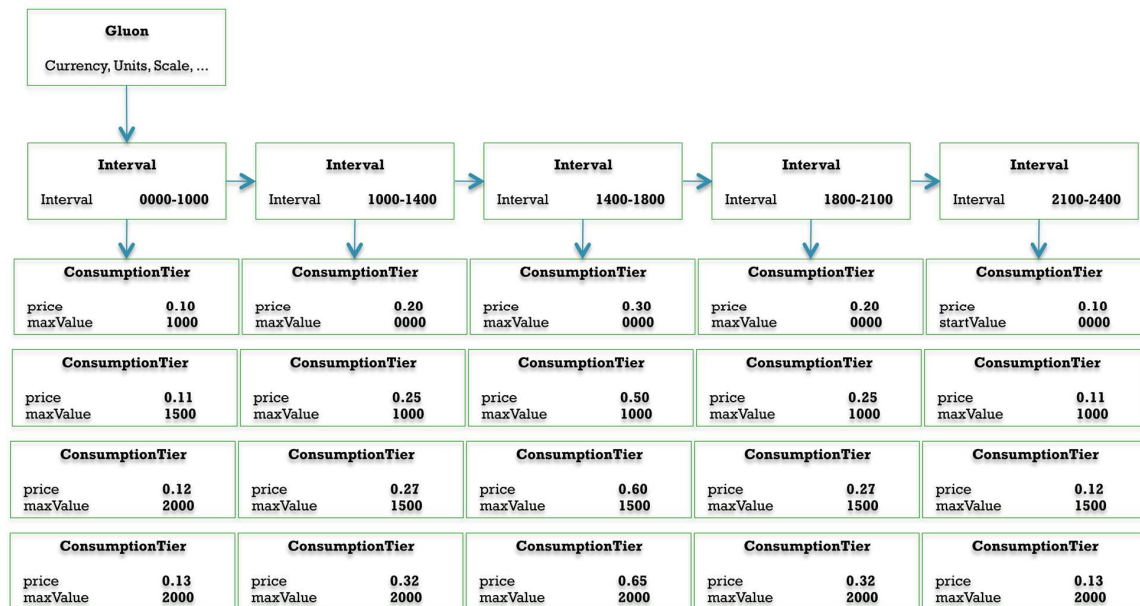 Gluon
Currency, Units, Scale, ...
Interval Interval Interval Interval Interval
Interval 0000-1000 Interval 1000-1400 Interval 1400-1800 Interval 1800-2100 Interval 2100-2400
ConsumptionTier ConsumptionTier ConsumptionTier ConsumptionTier ConsumptionTier
price 0.10 price 0.20 price 0.30 price 0.20 price 0.10
maxValue 1000 maxValue 0000 maxValue 0000 maxValue 0000 startValue 0000
ConsumptionTier ConsumptionTier ConsumptionTier ConsumptionTier ConsumptionTier
price 0.11 price 0.25 price 0.50 price 0.25 price 0.11
maxValue 1500 maxValue 1000 maxValue 1000 maxValue 1000 maxValue 1000
ConsumptionTier ConsumptionTier ConsumptionTier ConsumptionTier ConsumptionTier
price 0.12 price 0.27 price 0.60 price 0.27 price 0.12
maxValue 2000 maxValue 1500 maxValue 1500 maxValue 1500 maxValue 1500
ConsumptionTier ConsumptionTier ConsumptionTier ConsumptionTier ConsumptionTier
price 0.13 price 0.32 price 0.65 price 0.32 price 0.13
maxValue 2000 maxValue 2000 maxValue 2000 maxValue 2000 maxValue 2000